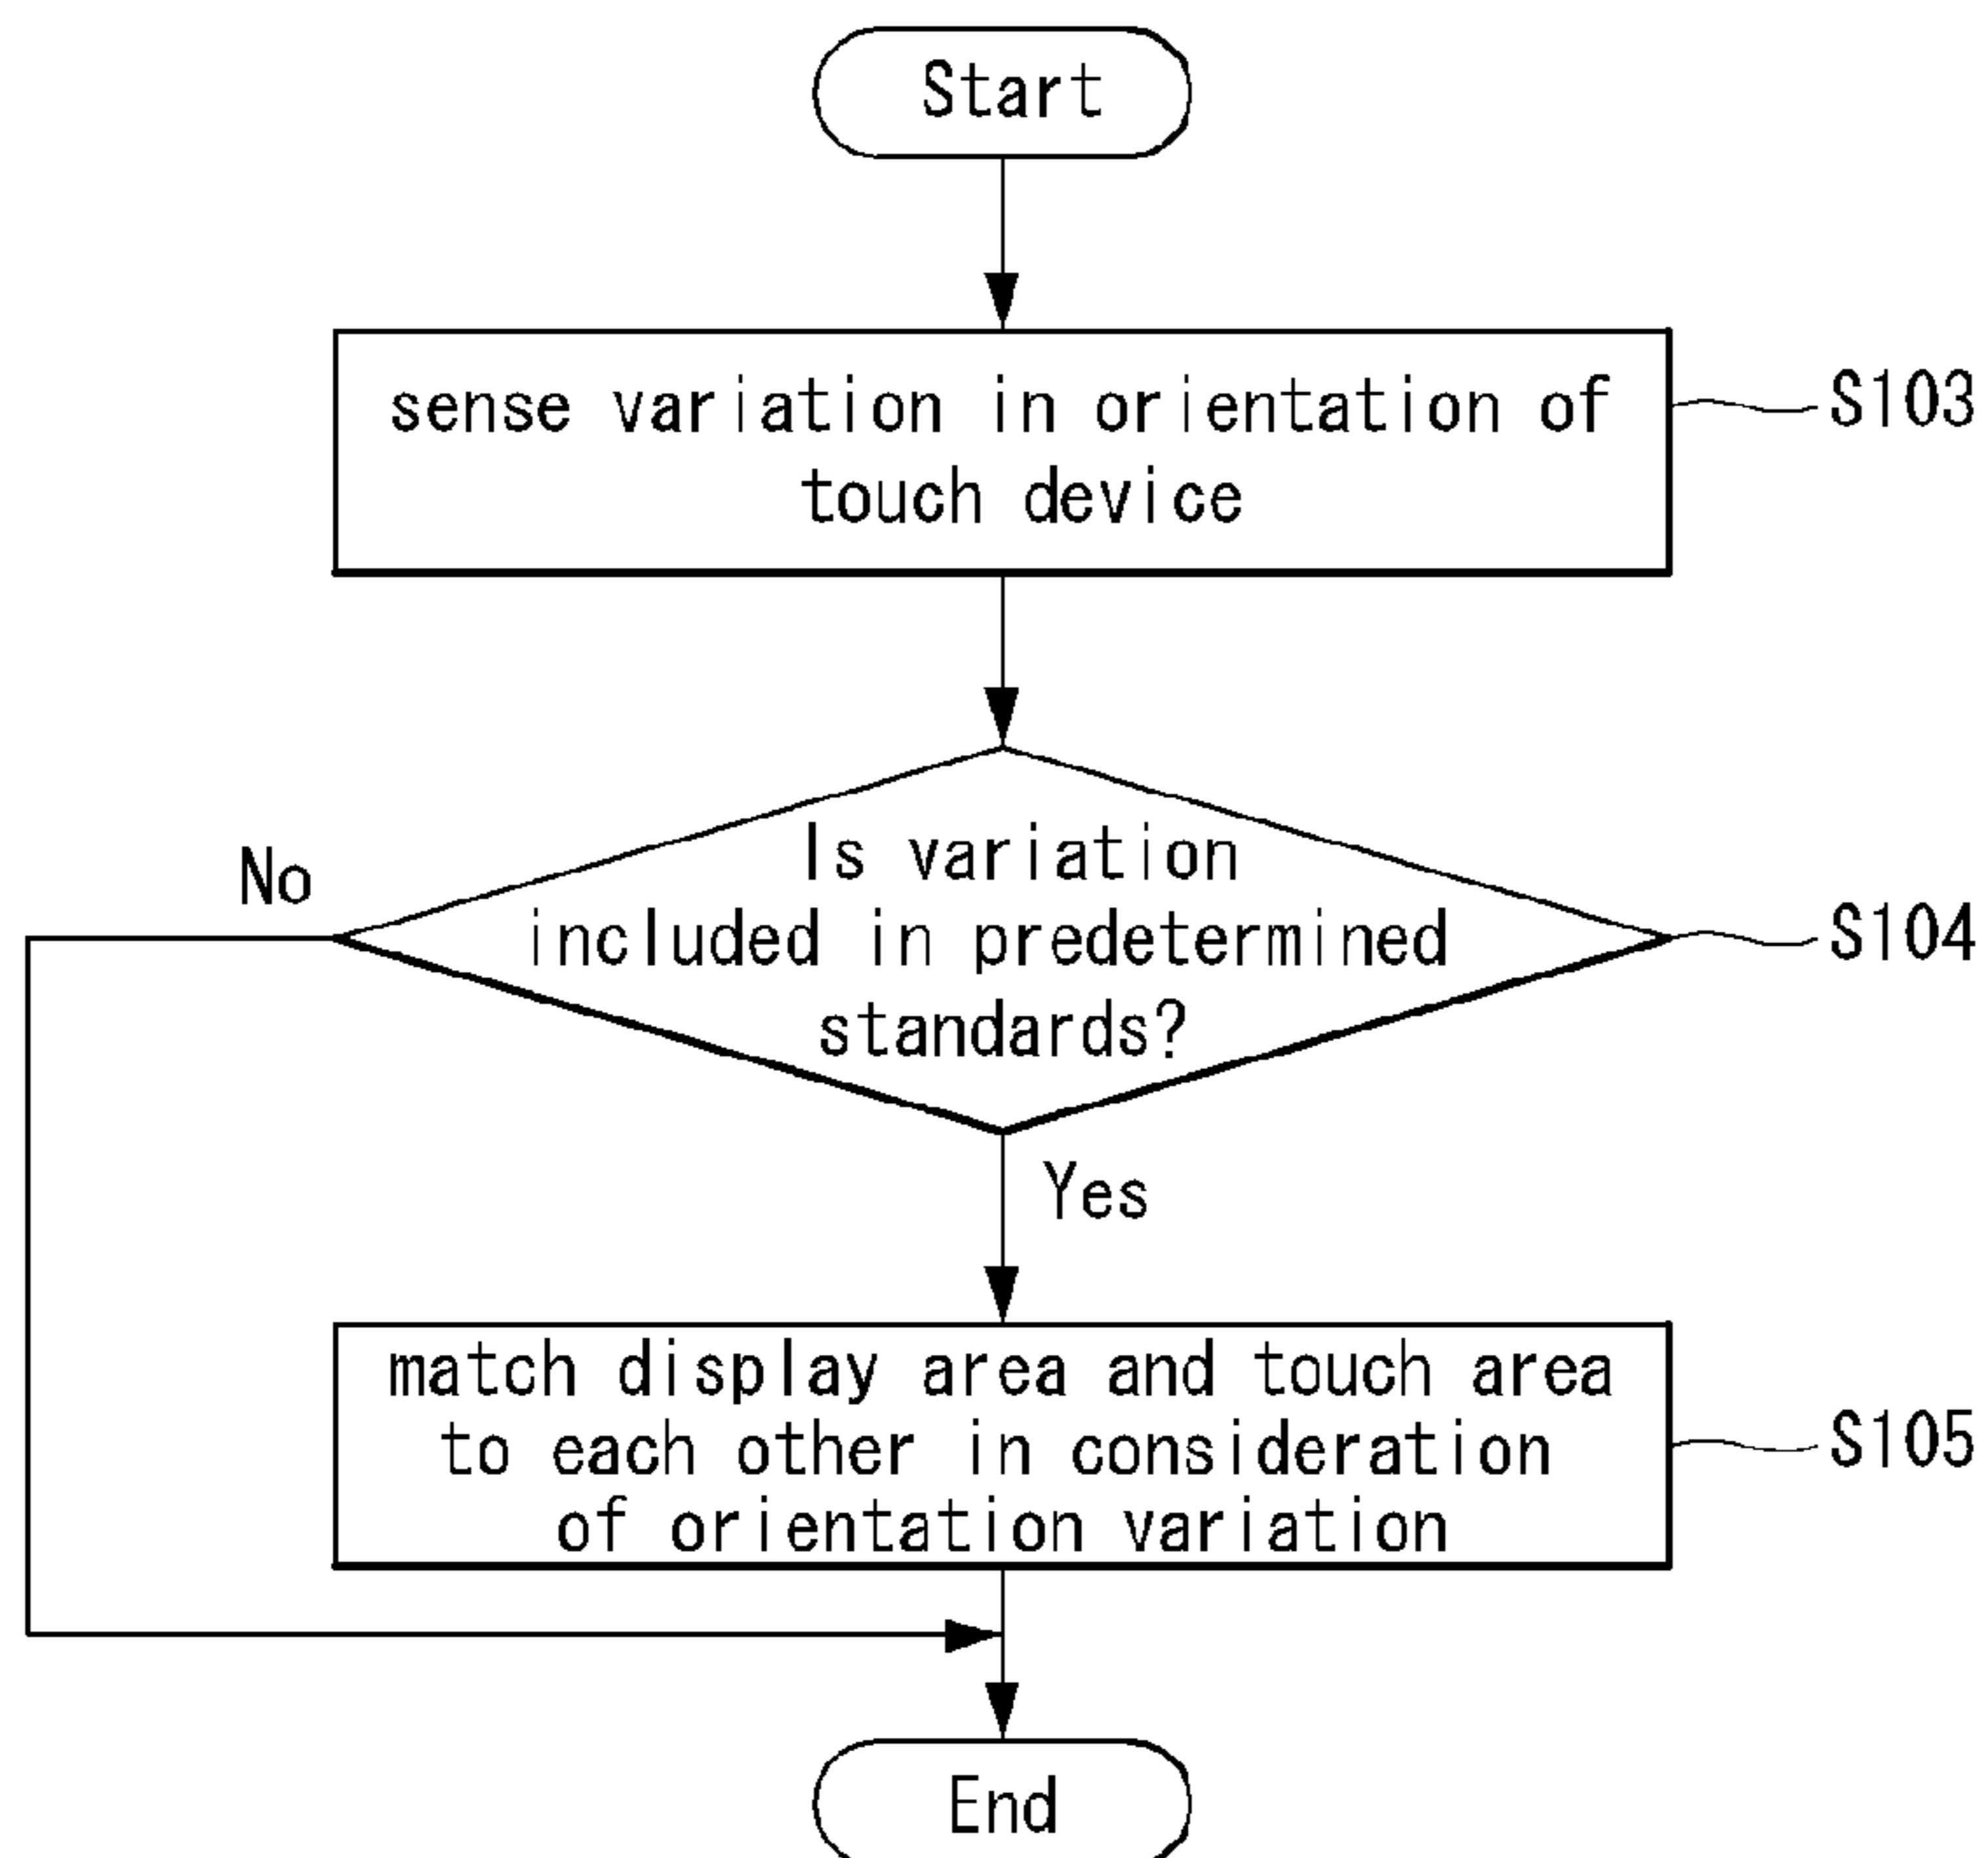 Start
sense variation in orientation of
touch device
S103
Is variation
included in predetermined
standards?
S104
No
Yes
match display area and touch area
to each other in consideration
of orientation variation
S105
End